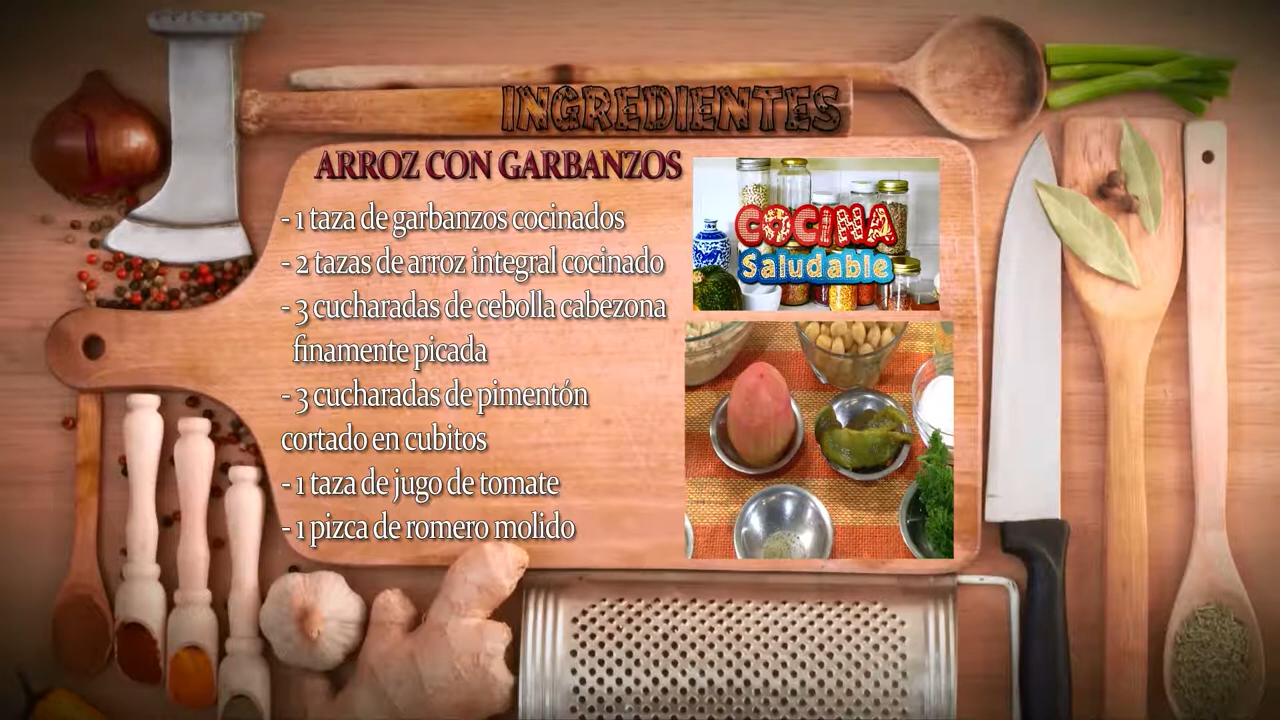 INGREDIENTES
ARROZ CON GARBANZOS
- 1 taza de garbanzos cocinados
- 2 tazas de arroz integral cocinado
- 3 cucharadas de cebolla cabezona
finamente picada
- 3 cucharadas de pimentón
cortado en cubitos
- 1 taza de jugo de tomate
- 1 pizca de romero molido
COCINA
Saludable